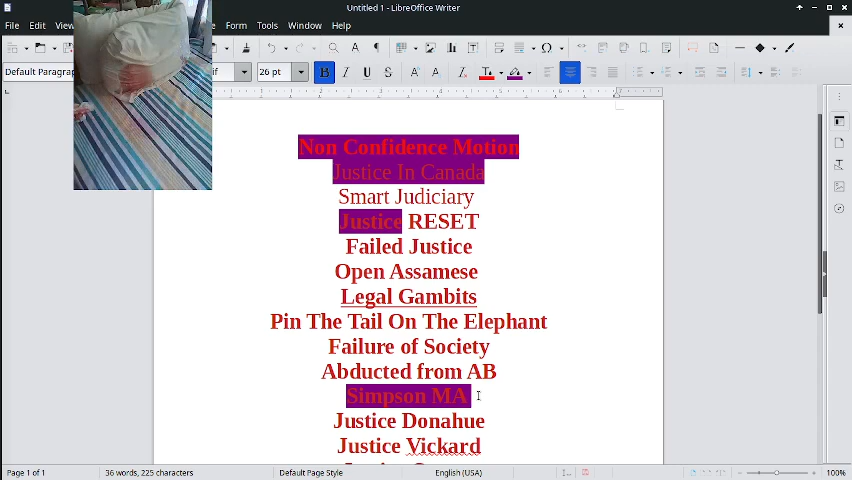 Untitled 1 - LibreOffice Writer
File Edit View Form Tools Window Help
Default Paragraph 26 pt
Non Confidence Motion
Justice In Canada
Smart Judiciary
Justice RESET
Failed Justice
Open Assamese
Legal Gambits
Pin The Tail On The Elephant
Failure of Society
Abducted from AB
Simpson MA
Justice Donahue
Justice Vickard
Page 1 of 1 36 words, 225 characters Default Page Style English (USA) 100%